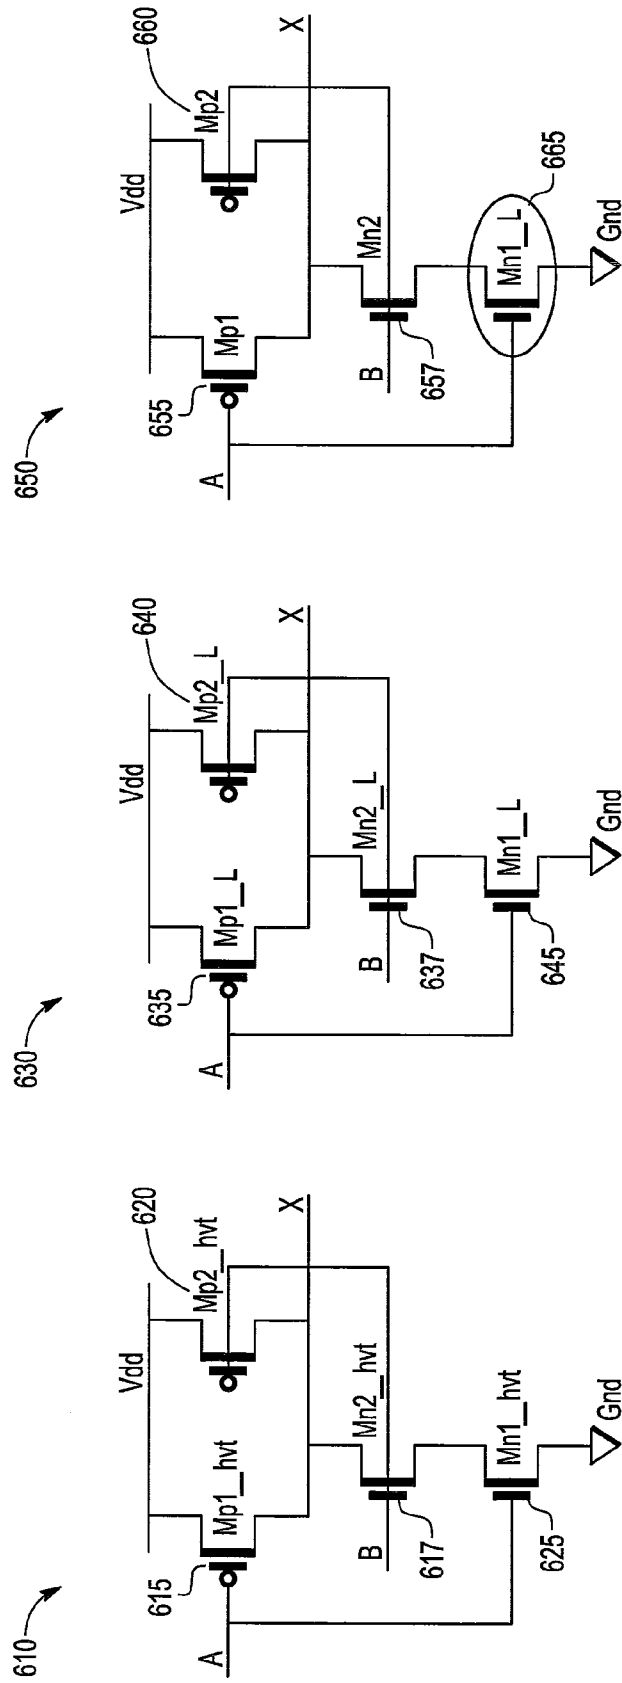 610
Vdd
615
Mp1_hvt
620
Mp2_hvt
A
X
B
Mn2_hvt
617
Mn1_hvt
625
Gnd
630
Vdd
635
Mp1_L
640
Mp2_L
A
X
B
Mn2_L
637
Mn1_L
645
Gnd
650
Vdd
655
Mp1
660
Mp2
A
X
B
Mn2
657
Mn1_L
665
Gnd